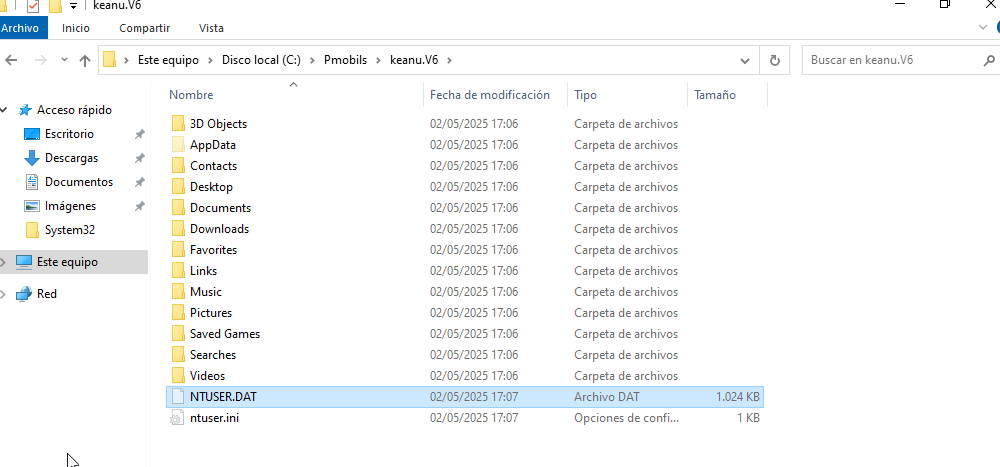 keanu.V6
Archivo Inicio Compartir Vista
Este equipo Disco local (C:) Pmobils keanu.V6 Buscar en keanu.V6
Acceso rápido
Escritorio
Descargas
Documentos
Imágenes
System32
Este equipo
Red
Nombre Fecha de modificación Tipo Tamaño
3D Objects 02/05/2025 17:06 Carpeta de archivos
AppData 02/05/2025 17:06 Carpeta de archivos
Contacts 02/05/2025 17:06 Carpeta de archivos
Desktop 02/05/2025 17:06 Carpeta de archivos
Documents 02/05/2025 17:06 Carpeta de archivos
Downloads 02/05/2025 17:06 Carpeta de archivos
Favorites 02/05/2025 17:06 Carpeta de archivos
Links 02/05/2025 17:06 Carpeta de archivos
Music 02/05/2025 17:06 Carpeta de archivos
Pictures 02/05/2025 17:06 Carpeta de archivos
Saved Games 02/05/2025 17:06 Carpeta de archivos
Searches 02/05/2025 17:06 Carpeta de archivos
Videos 02/05/2025 17:06 Carpeta de archivos
NTUSER.DAT 02/05/2025 17:07 Archivo DAT 1.024 KB
ntuser.ini 02/05/2025 17:07 Opciones de confi... 1 KB